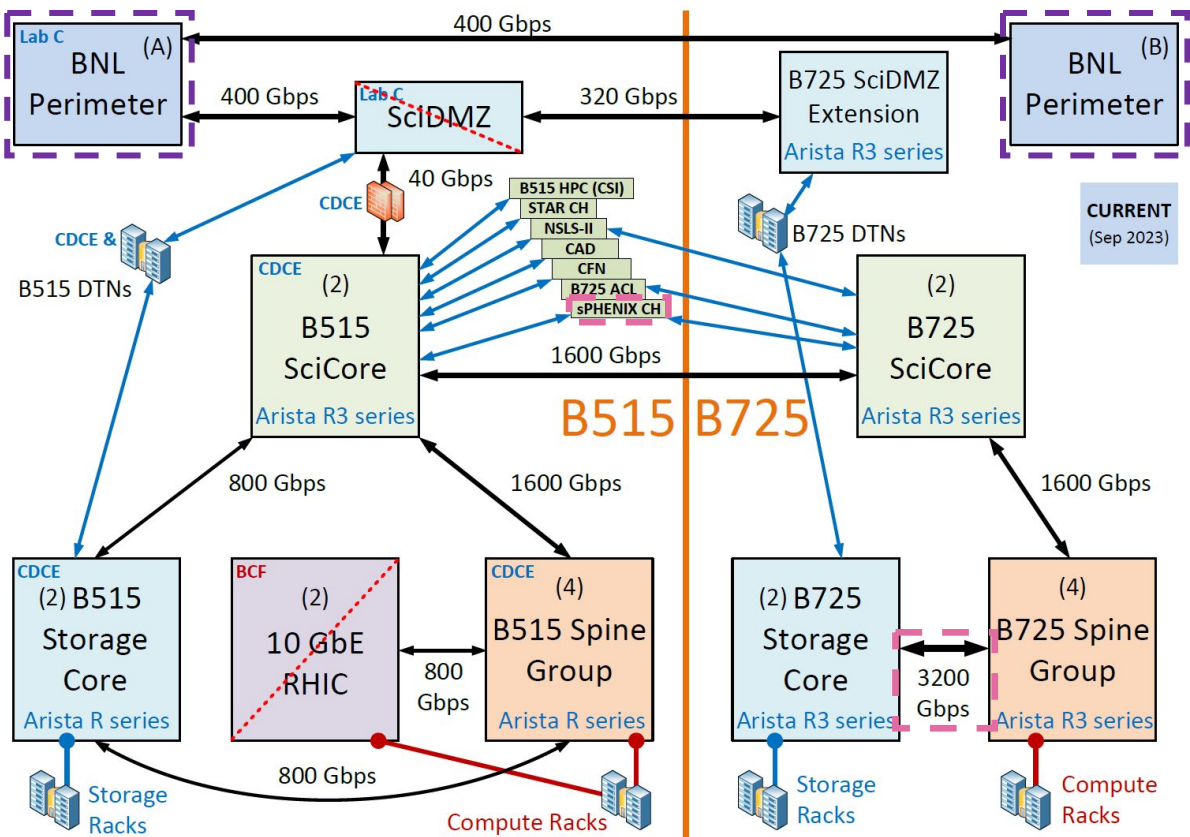 Lab C
(A)
BNL
Perimeter
400 Gbps
(B)
BNL
Perimeter
400 Gbps
Lab C
SciDMZ
320 Gbps
B725 SciDMZ
Extension
Arista R3 series
40 Gbps
CDCE
B515 HPC (CSI)
STAR CH
NSLS-II
CAD
CFN
B725 ACL
sPHENIX CH
CDCE &
B515 DTNs
B725 DTNs
CURRENT
(Sep 2023)
CDCE
(2)
B515
SciCore
Arista R3 series
1600 Gbps
(2)
B725
SciCore
Arista R3 series
B515
B725
800 Gbps
1600 Gbps
1600 Gbps
CDCE
(2) B515
Storage
Core
Arista R series
BCF
(2)
10 GbE
RHIC
800
Gbps
CDCE
(4)
B515 Spine
Group
Arista R series
(2) B725
Storage
Core
Arista R3 series
3200
Gbps
(4)
B725 Spine
Group
Arista R3 series
800 Gbps
Storage
Racks
Compute Racks
Storage
Racks
Compute
Racks